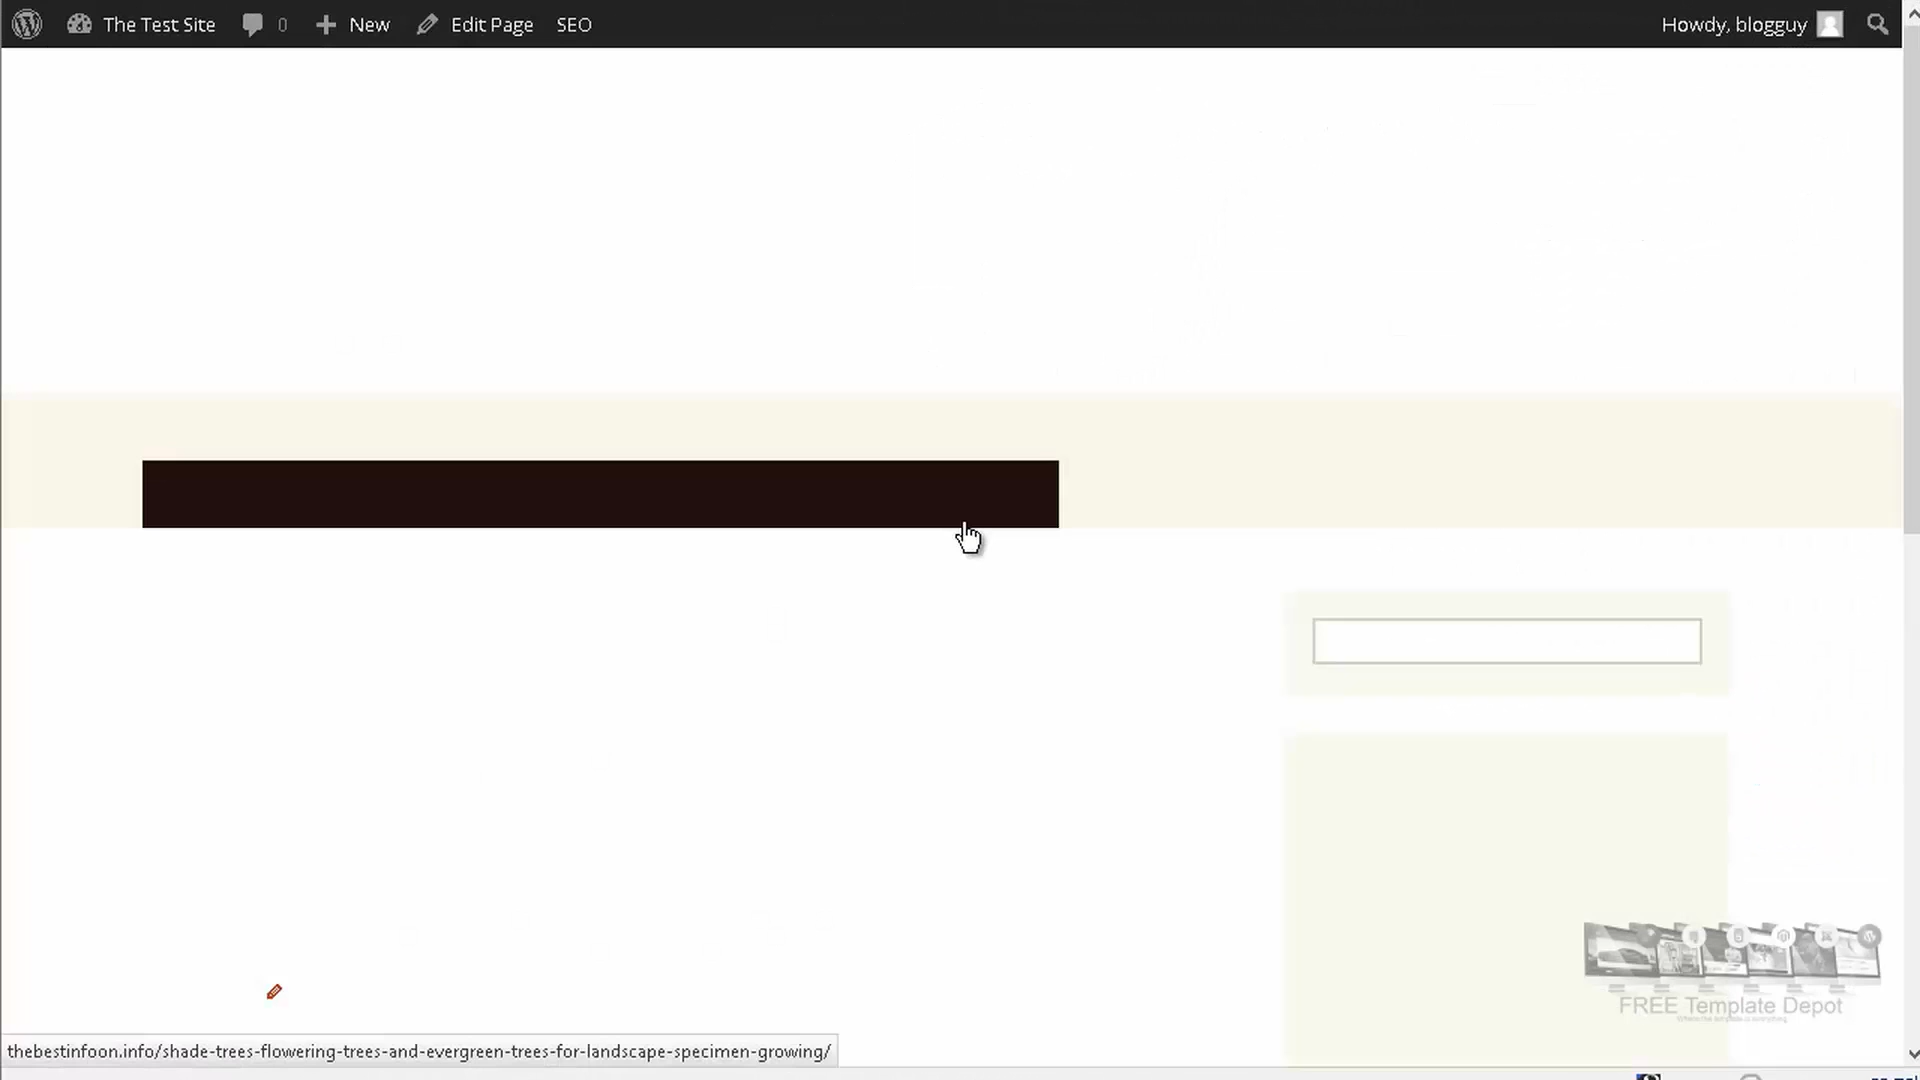 The Test Site 0 New Edit Page SEO Howdy, blogguy
FREE Template Depot
thebestinfoon.info/shade-trees-flowering-trees-and-evergreen-trees-for-landscape-specimen-growing/